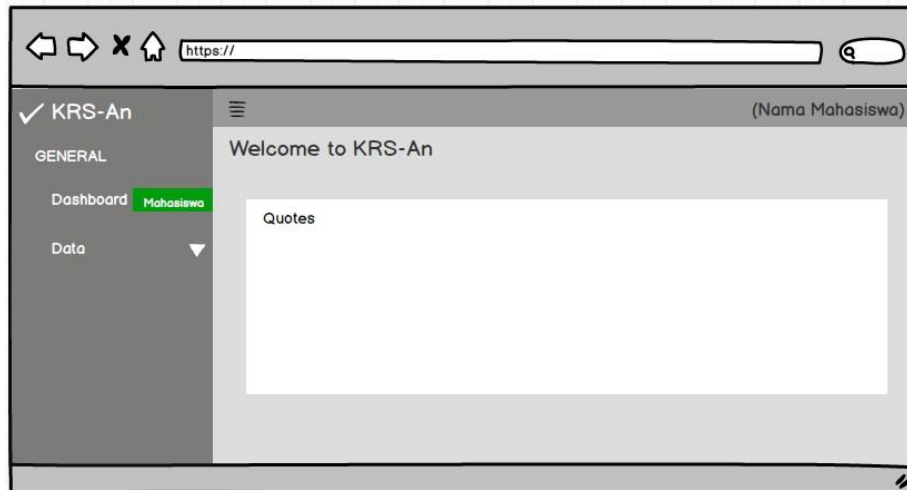 https://
KRS-An
(Nama Mahasiswa)
GENERAL
Welcome to KRS-An
Dashboard Mahasiswa
Quotes
Data